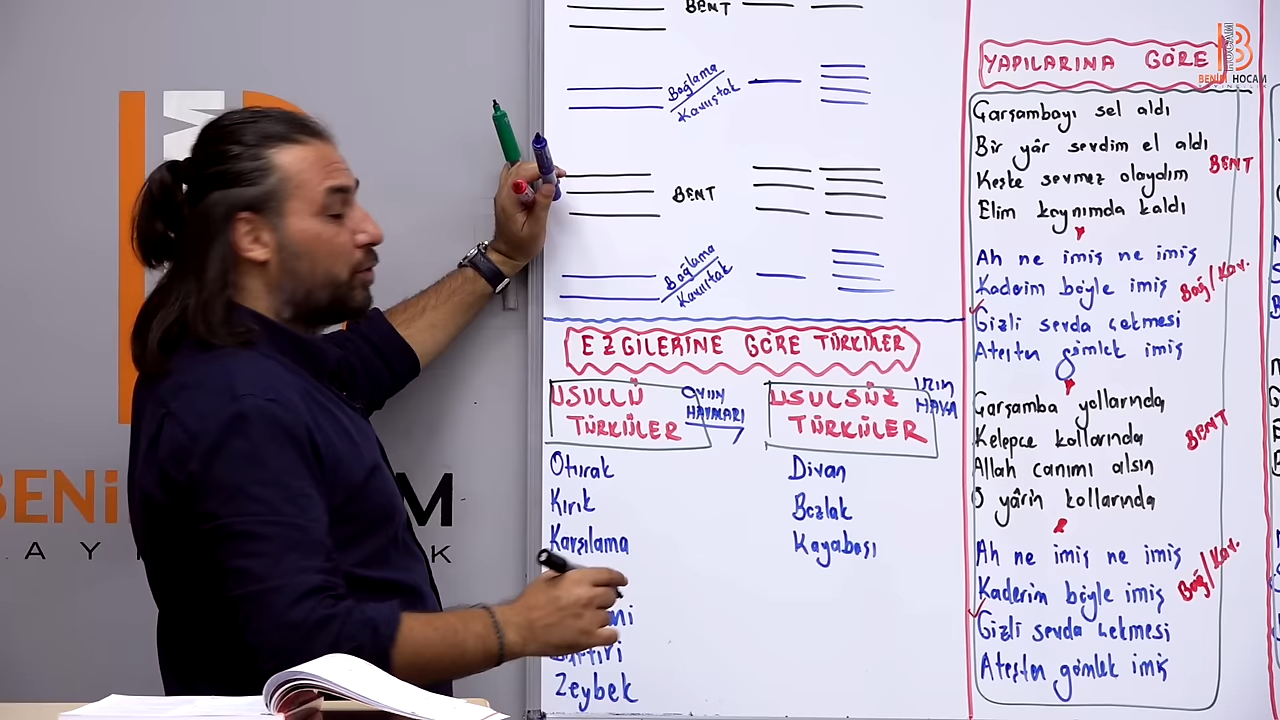 BENT
Bağlama
Kavuştak
BENT
Bağlama
Kavuştak
EZGİLERİNE GÖRE TÜRKÜLER
USULLÜ
TÜRKÜLER
OYUN
HAVALARI
Oturak
Kırık
Karşılama
Zeybek
USULSÜZ
TÜRKÜLER
UZUN
HAVA
Divan
Bozlak
Kayabaşı
YAPILARINA GÖRE
Çarşambayı sel aldı
Bir yâr sevdim el aldı
Keşke sevmez olaydım
Elim koynımda kaldı
BENT
Ah ne imiş ne imiş
Kaderim böyle imiş
Gizli sevda çekmesi
Ateşten gömlek imiş
Bağ/Kav.
Çarşamba yollarında
Kelepçe kollarında
Allah canımı alsın
O yârin kollarında
BENT
Ah ne imiş ne imiş
Kaderim böyle imiş
Gizli sevda çekmesi
Ateşten gömlek imiş
Bağ/Kav.
BENİM HOCAM
YAYINCILIK